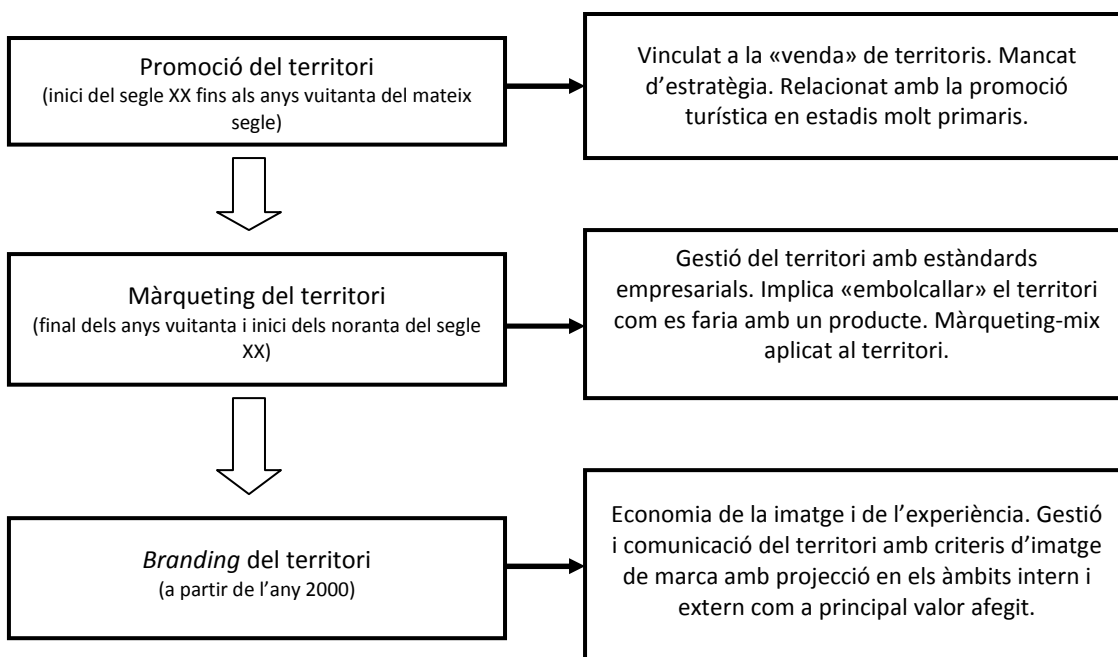 Promoció del territori
(inici del segle XX fins als anys vuitanta del mateix
segle)
Vinculat a la «venda» de territoris. Mancat
d’estratègia. Relacionat amb la promoció
turística en estadis molt primaris.
Màrqueting del territori
(final dels anys vuitanta i inici dels noranta del segle
XX)
Gestió del territori amb estàndards
empresarials. Implica «embolcallar» el territori
com es faria amb un producte. Màrqueting-mix
aplicat al territori.
Branding del territori
(a partir de l’any 2000)
Economia de la imatge i de l’experiència. Gestió
i comunicació del territori amb criteris d’imatge
de marca amb projecció en els àmbits intern i
extern com a principal valor afegit.